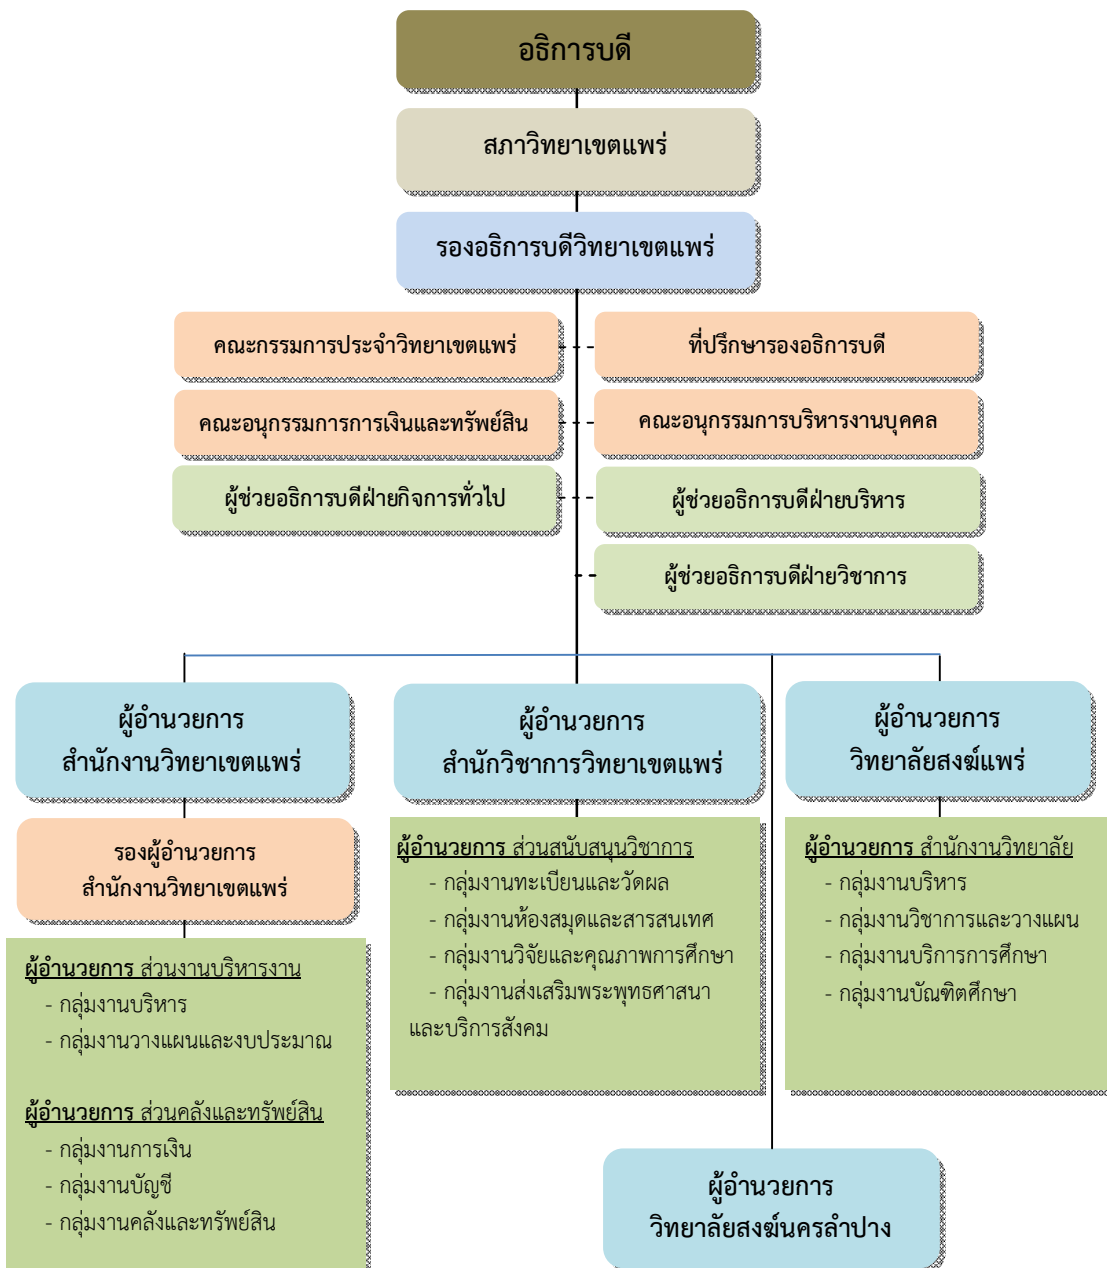 อธิการบดี
สภาวิทยาเขตแพร่
รองอธิการบดีวิทยาเขตแพร่
คณะกรรมการประจำวิทยาเขตแพร่
ที่ปรึกษารองอธิการบดี
คณะอนุกรรมการการเงินและทรัพย์สิน
คณะอนุกรรมการบริหารงานบุคคล
ผู้ช่วยอธิการบดีฝ่ายกิจการทั่วไป
ผู้ช่วยอธิการบดีฝ่ายบริหาร
ผู้ช่วยอธิการบดีฝ่ายวิชาการ
ผู้อำนวยการ
สำนักงานวิทยาเขตแพร่
รองผู้อำนวยการ
สำนักงานวิทยาเขตแพร่
ผู้อำนวยการ ส่วนงานบริหารงาน
- กลุ่มงานบริหาร
- กลุ่มงานวางแผนและงบประมาณ
ผู้อำนวยการ ส่วนคลังและทรัพย์สิน
- กลุ่มงานการเงิน
- กลุ่มงานบัญชี
- กลุ่มงานคลังและทรัพย์สิน
ผู้อำนวยการ
สำนักวิชาการวิทยาเขตแพร่
ผู้อำนวยการ ส่วนสนับสนุนวิชาการ
- กลุ่มงานทะเบียนและวัดผล
- กลุ่มงานห้องสมุดและสารสนเทศ
- กลุ่มงานวิจัยและคุณภาพการศึกษา
- กลุ่มงานส่งเสริมพระพุทธศาสนา
และบริการสังคม
ผู้อำนวยการ
วิทยาลัยสงฆ์แพร่
ผู้อำนวยการ สำนักงานวิทยาลัย
- กลุ่มงานบริหาร
- กลุ่มงานวิชาการและวางแผน
- กลุ่มงานบริการการศึกษา
- กลุ่มงานบัณฑิตศึกษา
ผู้อำนวยการ
วิทยาลัยสงฆ์นครลำปาง